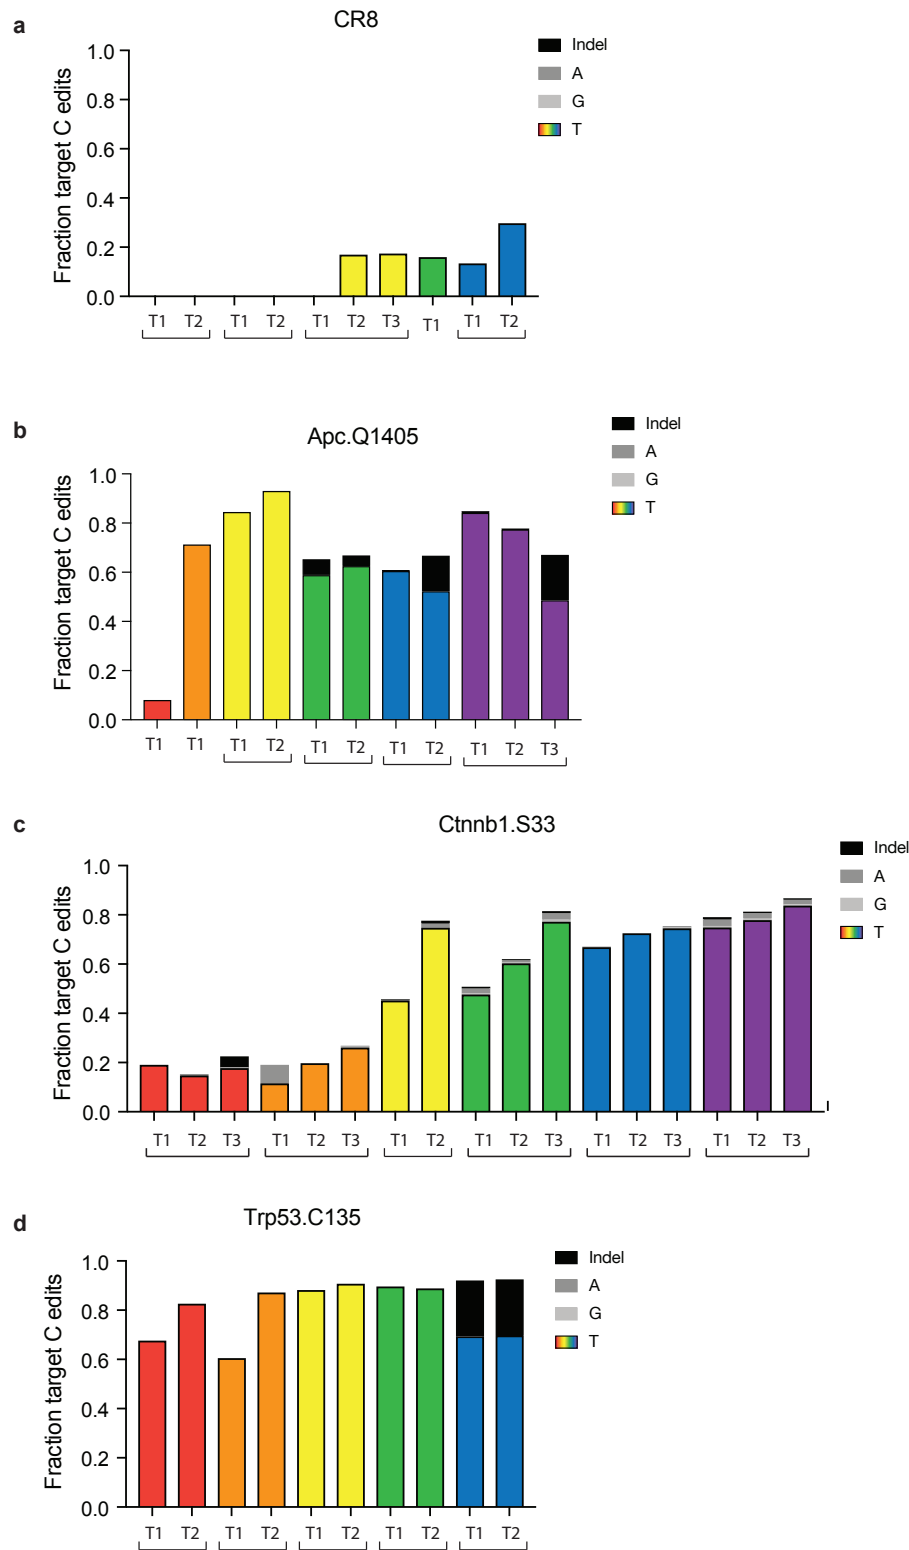 a
CR8
Fraction target C edits
1.0
0.8
0.6
0.4
0.2
0.0
T1 T2 T1 T2 T1 T2 T3 T1 T1 T2
Indel
A
G
T
b
Apc.Q1405
Fraction target C edits
1.0
0.8
0.6
0.4
0.2
0.0
T1 T1 T1 T2 T1 T2 T1 T2 T1 T2 T3
Indel
A
G
T
c
Ctnnb1.S33
Fraction target C edits
1.0
0.8
0.6
0.4
0.2
0.0
T1 T2 T3 T1 T2 T3 T1 T2 T1 T2 T3 T1 T2 T3 T1 T2 T3
Indel
A
G
T
d
Trp53.C135
Fraction target C edits
1.0
0.8
0.6
0.4
0.2
0.0
T1 T2 T1 T2 T1 T2 T1 T2 T1 T2
Indel
A
G
T